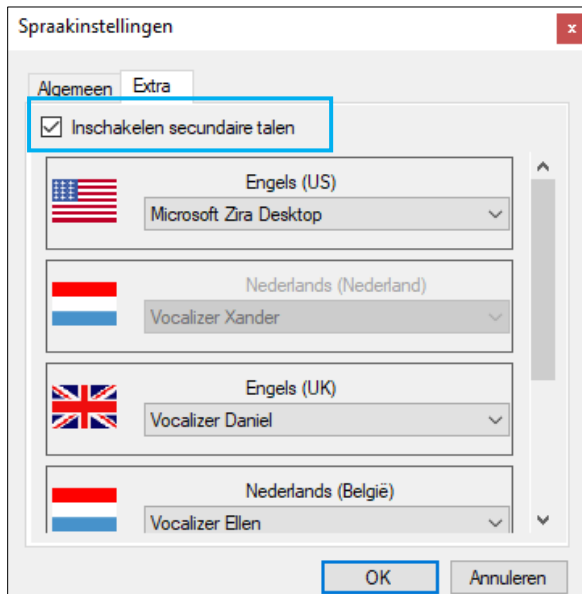 Spraakinstellingen
x
Algemeen
Extra
Inschakelen secundaire talen
Engels (US)
Microsoft Zira Desktop
Nederlands (Nederland)
Vocalizer Xander
Engels (UK)
Vocalizer Daniel
Nederlands (België)
Vocalizer Ellen
OK
Annuleren